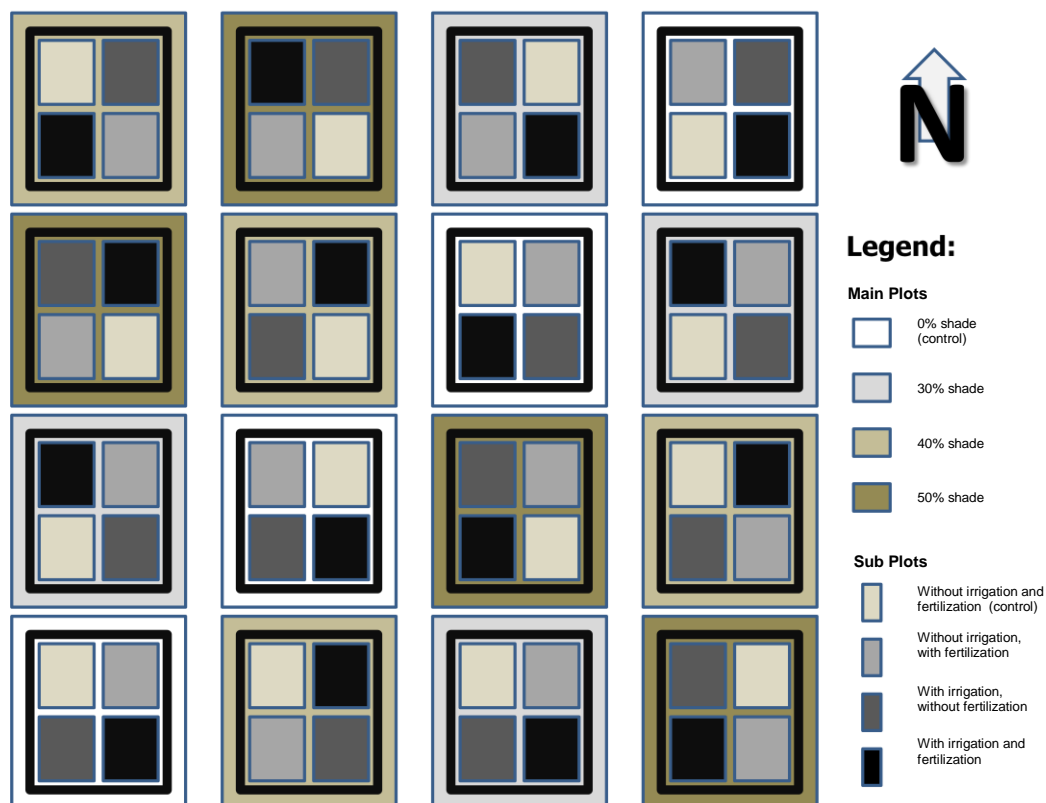 N
Legend:
Main Plots
0% shade
(control)
30% shade
40% shade
50% shade
Sub Plots
Without irrigation and
fertilization (control)
Without irrigation,
with fertilization
With irrigation,
without fertilization
With irrigation and
fertilization